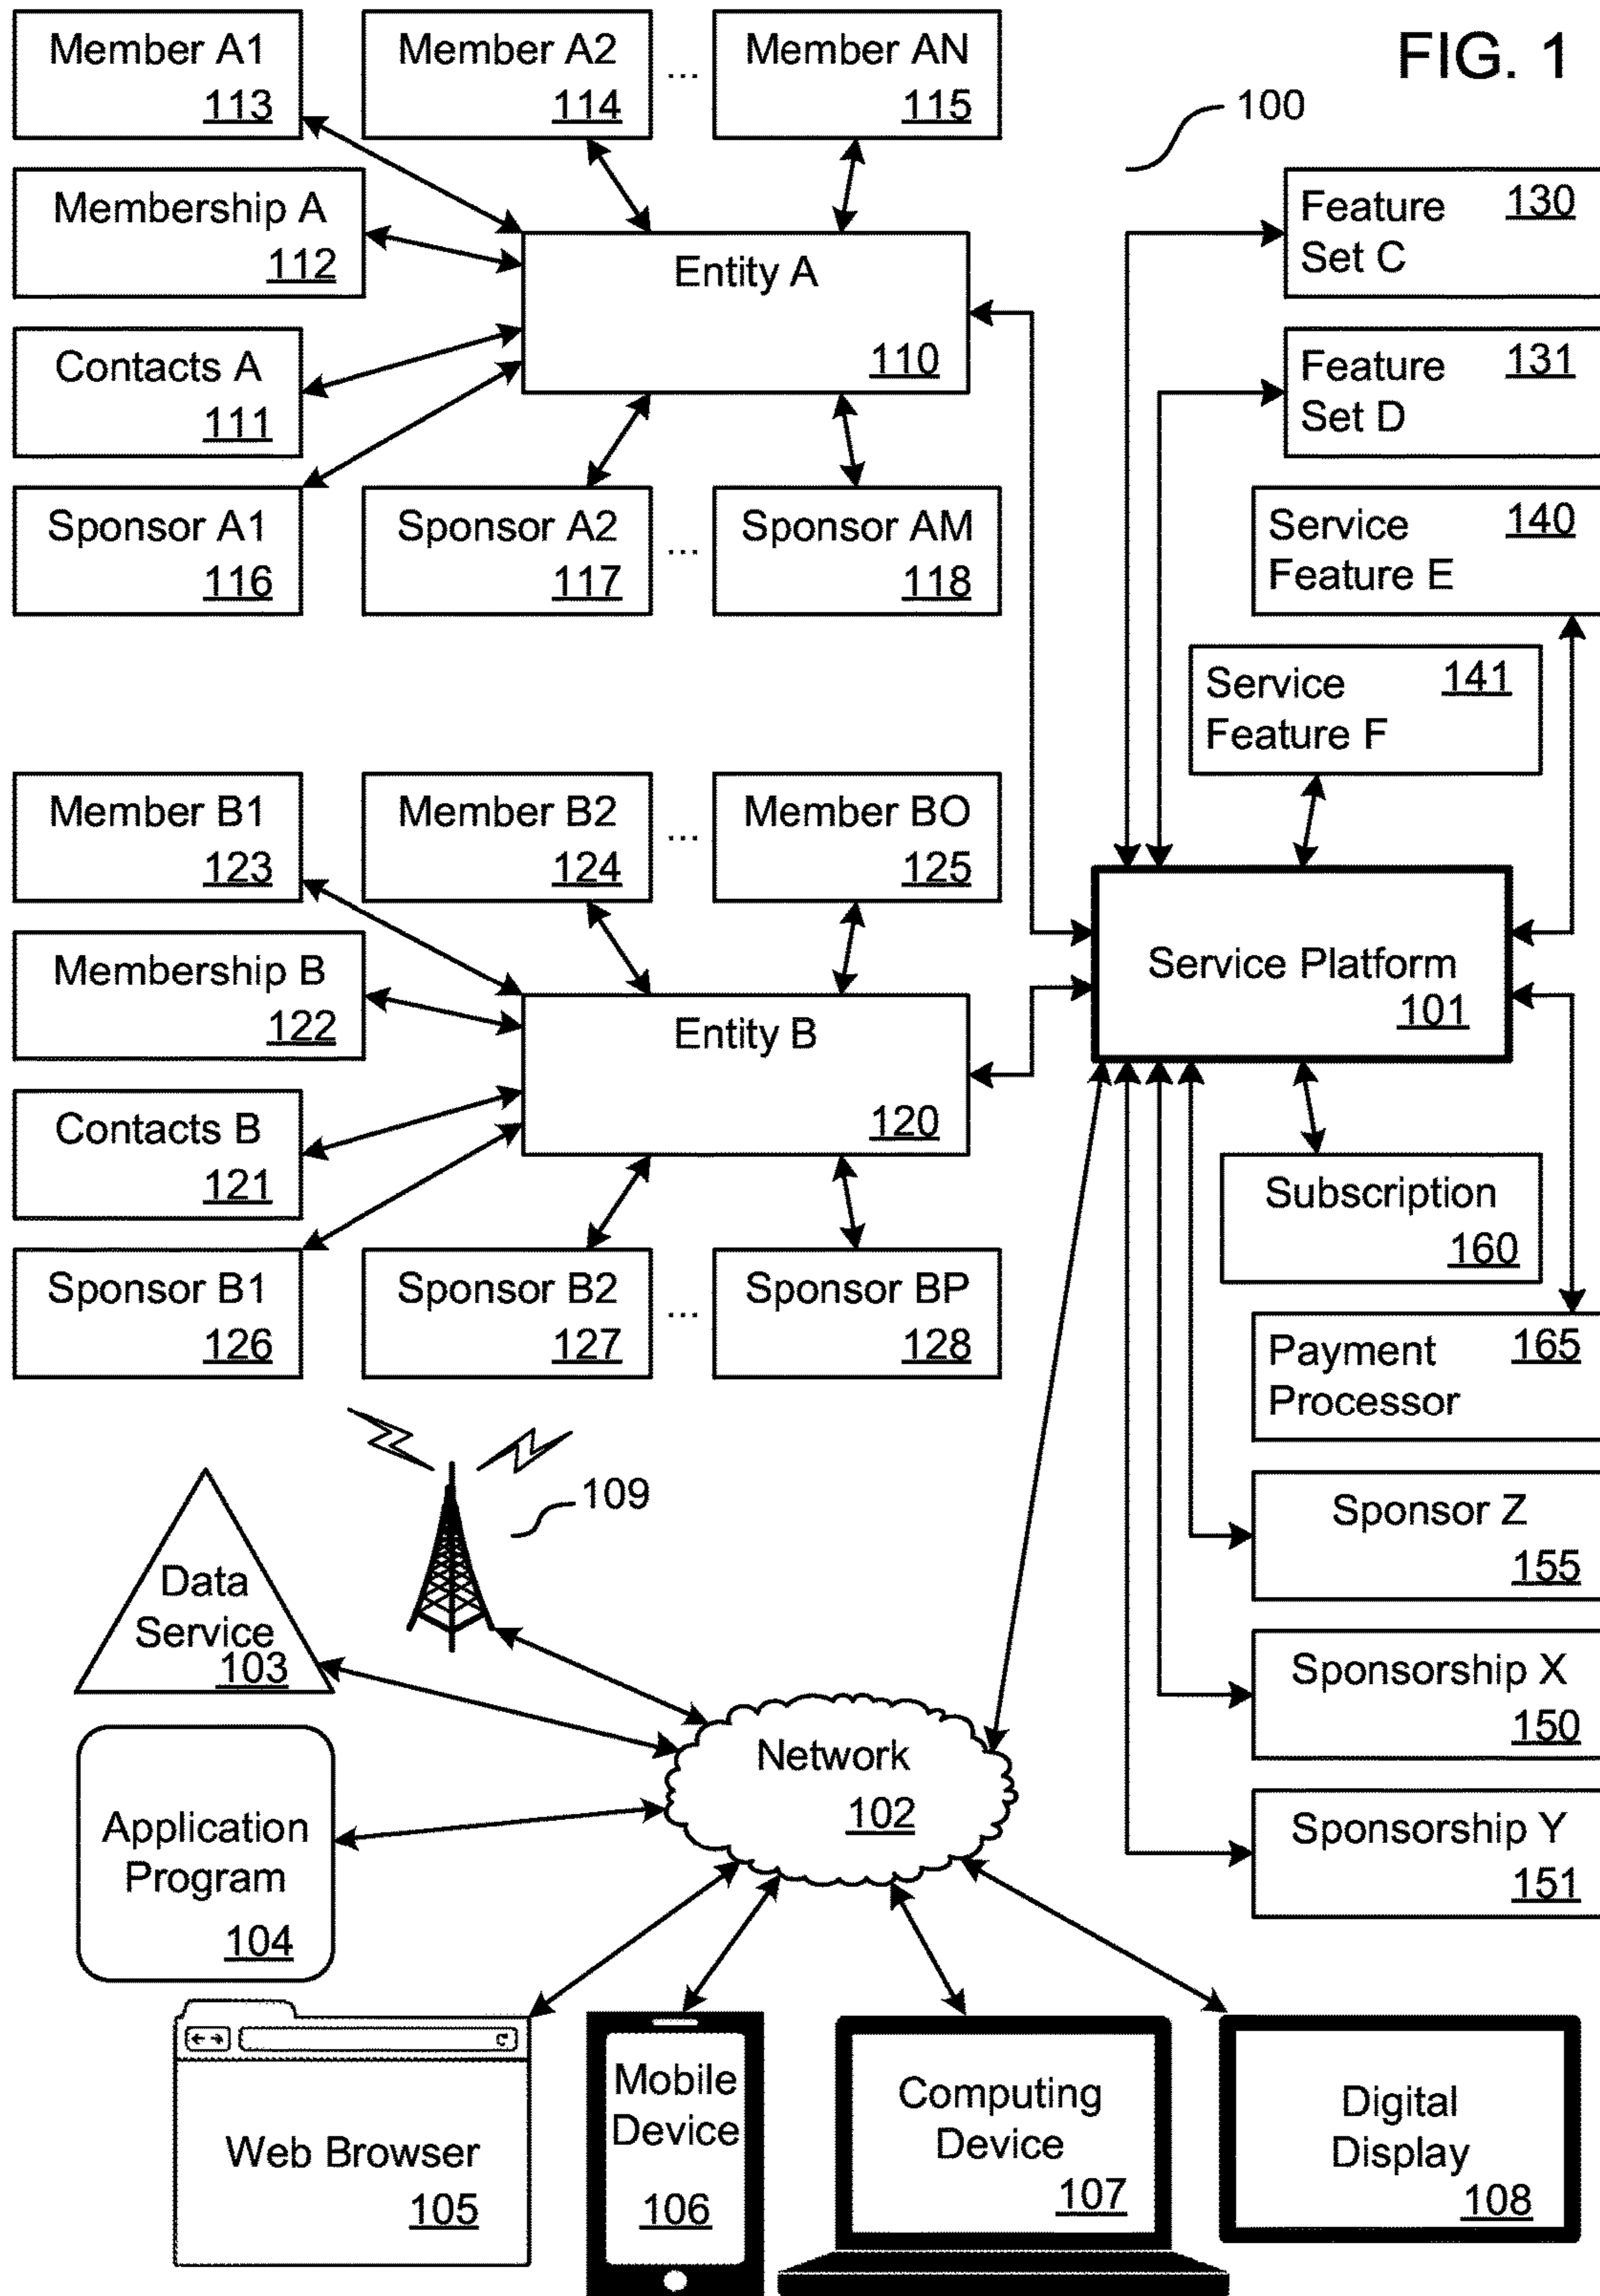 FIG. 1
100
Member A1
113
Member A2
114
...
Member AN
115
Membership A
112
Entity A
110
Contacts A
111
Sponsor A1
116
Sponsor A2
117
...
Sponsor AM
118
Feature
Set C
130
Feature
Set D
131
Service
Feature E
140
Service
Feature F
141
Member B1
123
Member B2
124
...
Member BO
125
Membership B
122
Entity B
120
Contacts B
121
Sponsor B1
126
Sponsor B2
127
...
Sponsor BP
128
Service Platform
101
Subscription
160
Payment
Processor
165
Sponsor Z
155
Sponsorship X
150
Sponsorship Y
151
109
Data
Service
103
Network
102
Application
Program
104
Web Browser
105
Mobile
Device
106
Computing
Device
107
Digital
Display
108